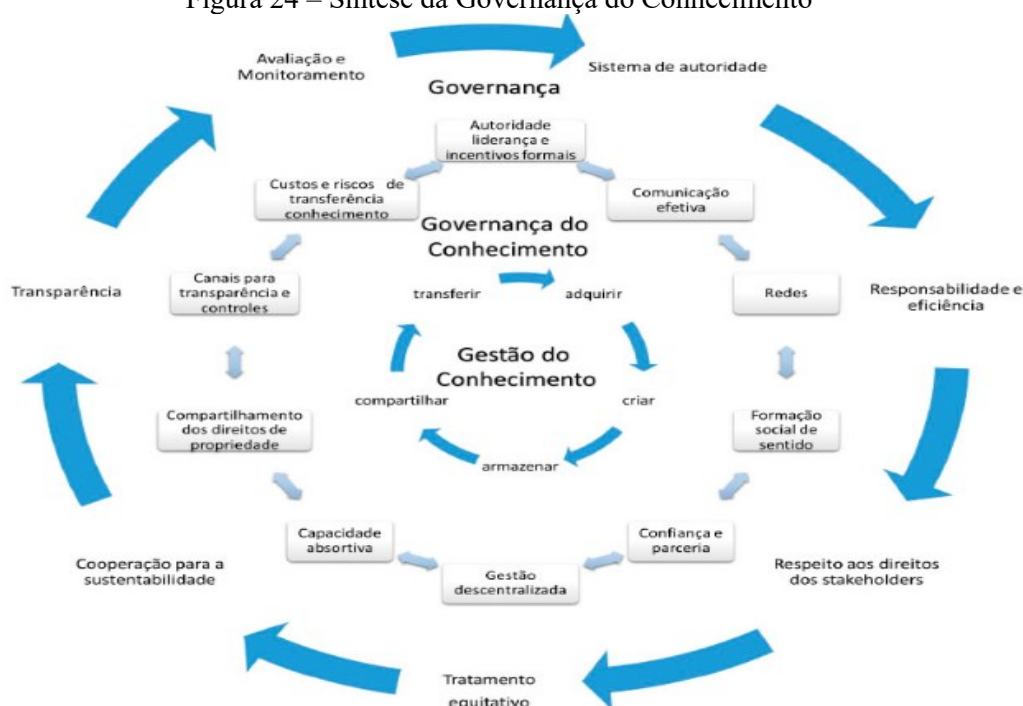 Figura 24 – Síntese da Governança do Conhecimento
Avaliação e
Monitoramento
Sistema de autoridade
Governança
Autoridade
liderança e
incentivos formais
Custos e riscos de
transferência
conhecimento
Comunicação
efetiva
Governança do
Conhecimento
Transparência
Canais para
transparência e
controles
transferir
adquirir
Redes
Responsabilidade e
eficiência
Gestão do
Conhecimento
compartilhar
criar
Compartilhamento
dos direitos de
propriedade
Formação
social de
sentido
armazenar
Capacidade
absortiva
Confiança e
parceria
Cooperação para a
sustentabilidade
Gestão
descentralizada
Respeito aos direitos
dos stakeholders
Tratamento
equitativo